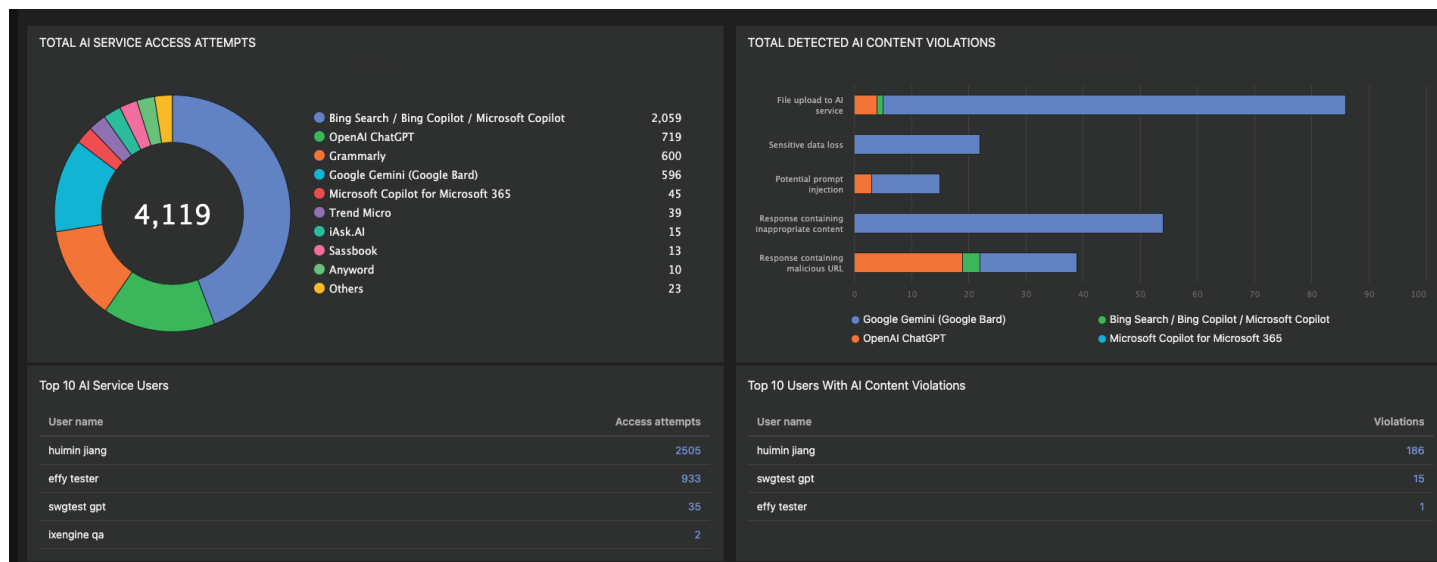 TOTAL AI SERVICE ACCESS ATTEMPTS
4,119
Bing Search / Bing Copilot / Microsoft Copilot 2,059
OpenAI ChatGPT 719
Grammarly 600
Google Gemini (Google Bard) 596
Microsoft Copilot for Microsoft 365 45
Trend Micro 39
iAsk.AI 15
Sassbook 13
Anyword 10
Others 23
TOTAL DETECTED AI CONTENT VIOLATIONS
File upload to AI
service
Sensitive data loss
Potential prompt
injection
Response containing
inappropriate content
Response containing
malicious URL
0 10 20 30 40 50 60 70 80 90 100
Google Gemini (Google Bard) Bing Search / Bing Copilot / Microsoft Copilot
OpenAI ChatGPT Microsoft Copilot for Microsoft 365
Top 10 AI Service Users
User name Access attempts
huimin jiang 2505
effy tester 933
swgtest gpt 35
ixengine qa 2
Top 10 Users With AI Content Violations
User name Violations
huimin jiang 186
swgtest gpt 15
effy tester 1